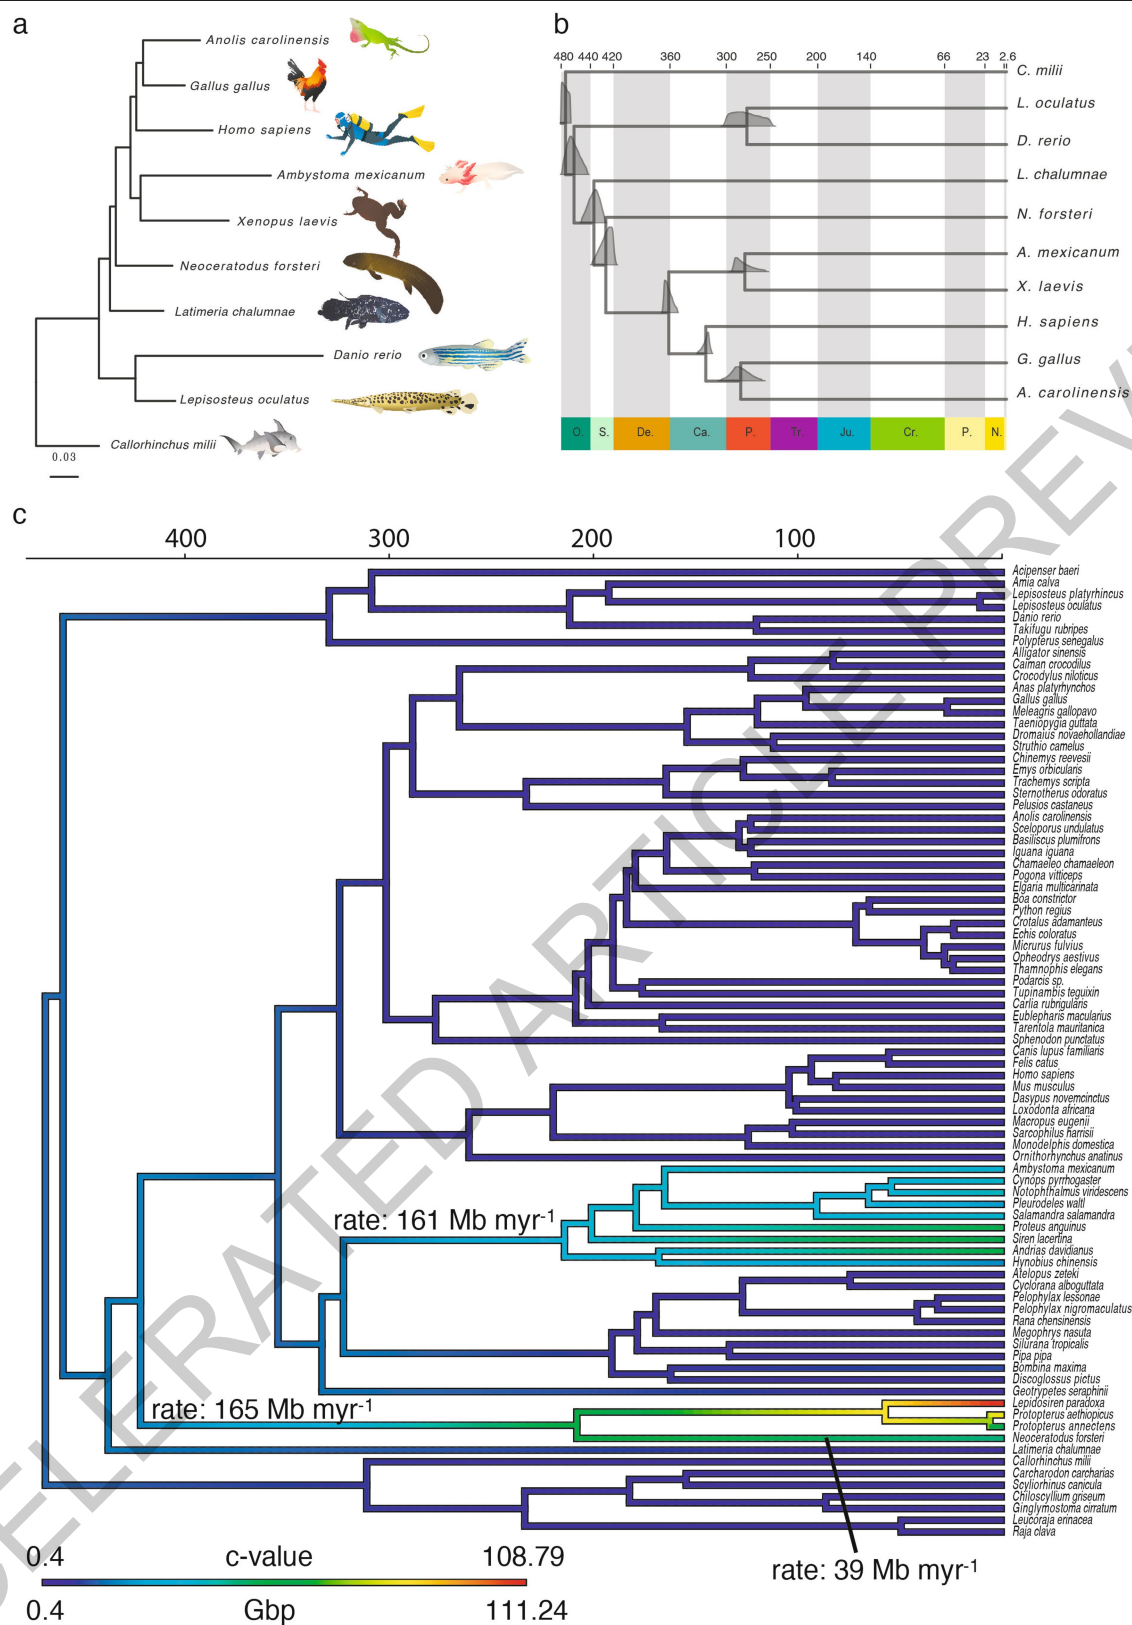 a
Anolis carolinensis
Gallus gallus
Homo sapiens
Ambystoma mexicanum
Xenopus laevis
Neoceratodus forsteri
Latimeria chalumnae
Danio rerio
Lepisosteus oculatus
Callorhinchus milii
0.03
b
480 440 420 360 300 250 200 140 66 23 2.6
C. milii
L. oculatus
D. rerio
L. chalumnae
N. forsteri
A. mexicanum
X. laevis
H. sapiens
G. gallus
A. carolinensis
O. S. De. Ca. P. Tr. Ju. Cr. P. N.
c
400 300 200 100
Acipenser baeri
Amia calva
Lepisosteus platyrhincus
Lepisosteus oculatus
Danio rerio
Takifugu rubripes
Polypterus senegalus
Alligator sinensis
Caiman crocodilus
Crocodylus niloticus
Anas platyrhynchos
Gallus gallus
Meleagris gallopavo
Taeniopygia guttata
Dromaius novaehollandiae
Struthio camelus
Chinemys reevesii
Emys orbicularis
Trachemys scripta
Sternotherus odoratus
Pelusios castaneus
Anolis carolinensis
Sceloporus undulatus
Basiliscus plumifrons
Iguana iguana
Chamaeleo chamaeleon
Pogona vitticeps
Elgaria multicarinata
Boa constrictor
Python regius
Crotalus adamanteus
Echis coloratus
Micrurus fulvius
Opheodrys aestivus
Thamnophis elegans
Podarcis sp.
Tupinambis teguixin
Carlia rubrigularis
Eublepharis macularius
Tarentola mauritanica
Sphenodon punctatus
Canis lupus familiaris
Felis catus
Homo sapiens
Mus musculus
Dasypus novemcinctus
Loxodonta africana
Macropus eugenii
Sarcophilus harrisii
Monodelphis domestica
Ornithorhynchus anatinus
Ambystoma mexicanum
Cynops pyrrhogaster
Notophthalmus viridescens
Pleurodeles waltl
Salamandra salamandra
rate: 161 Mb myr-1
Proteus anguinus
Siren lacertina
Andrias davidianus
Hynobius chinensis
Atelopus zeteki
Cyclorana alboguttata
Pelophylax lessonae
Pelophylax nigromaculatus
Rana chensinensis
Megophrys nasuta
Silurana tropicalis
Pipa pipa
Bombina maxima
Discoglossus pictus
Geotrypetes seraphinii
rate: 165 Mb myr-1
Lepidosiren paradoxa
Protopterus aethiopicus
Protopterus annectens
Neoceratodus forsteri
Latimeria chalumnae
Callorhinchus milii
Carcharodon carcharias
Scyliorhinus canicula
Chiloscyllium griseum
Ginglymostoma cirratum
Leucoraja erinacea
Raja clava
0.4 c-value 108.79
rate: 39 Mb myr-1
0.4 Gbp 111.24
ELERATED ARTICLE PREV